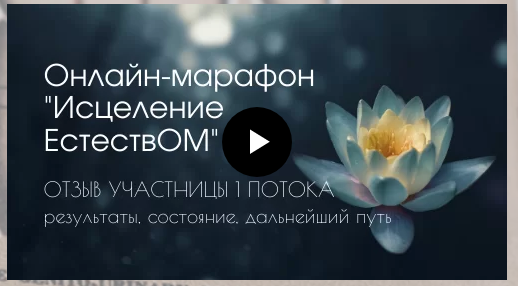 Онлайн-марафон
"Исцеление
ЕстествОМ"
ОТЗЫВ УЧАСТНИЦЫ 1 ПОТОКА
результаты, состояние, дальнейший путь